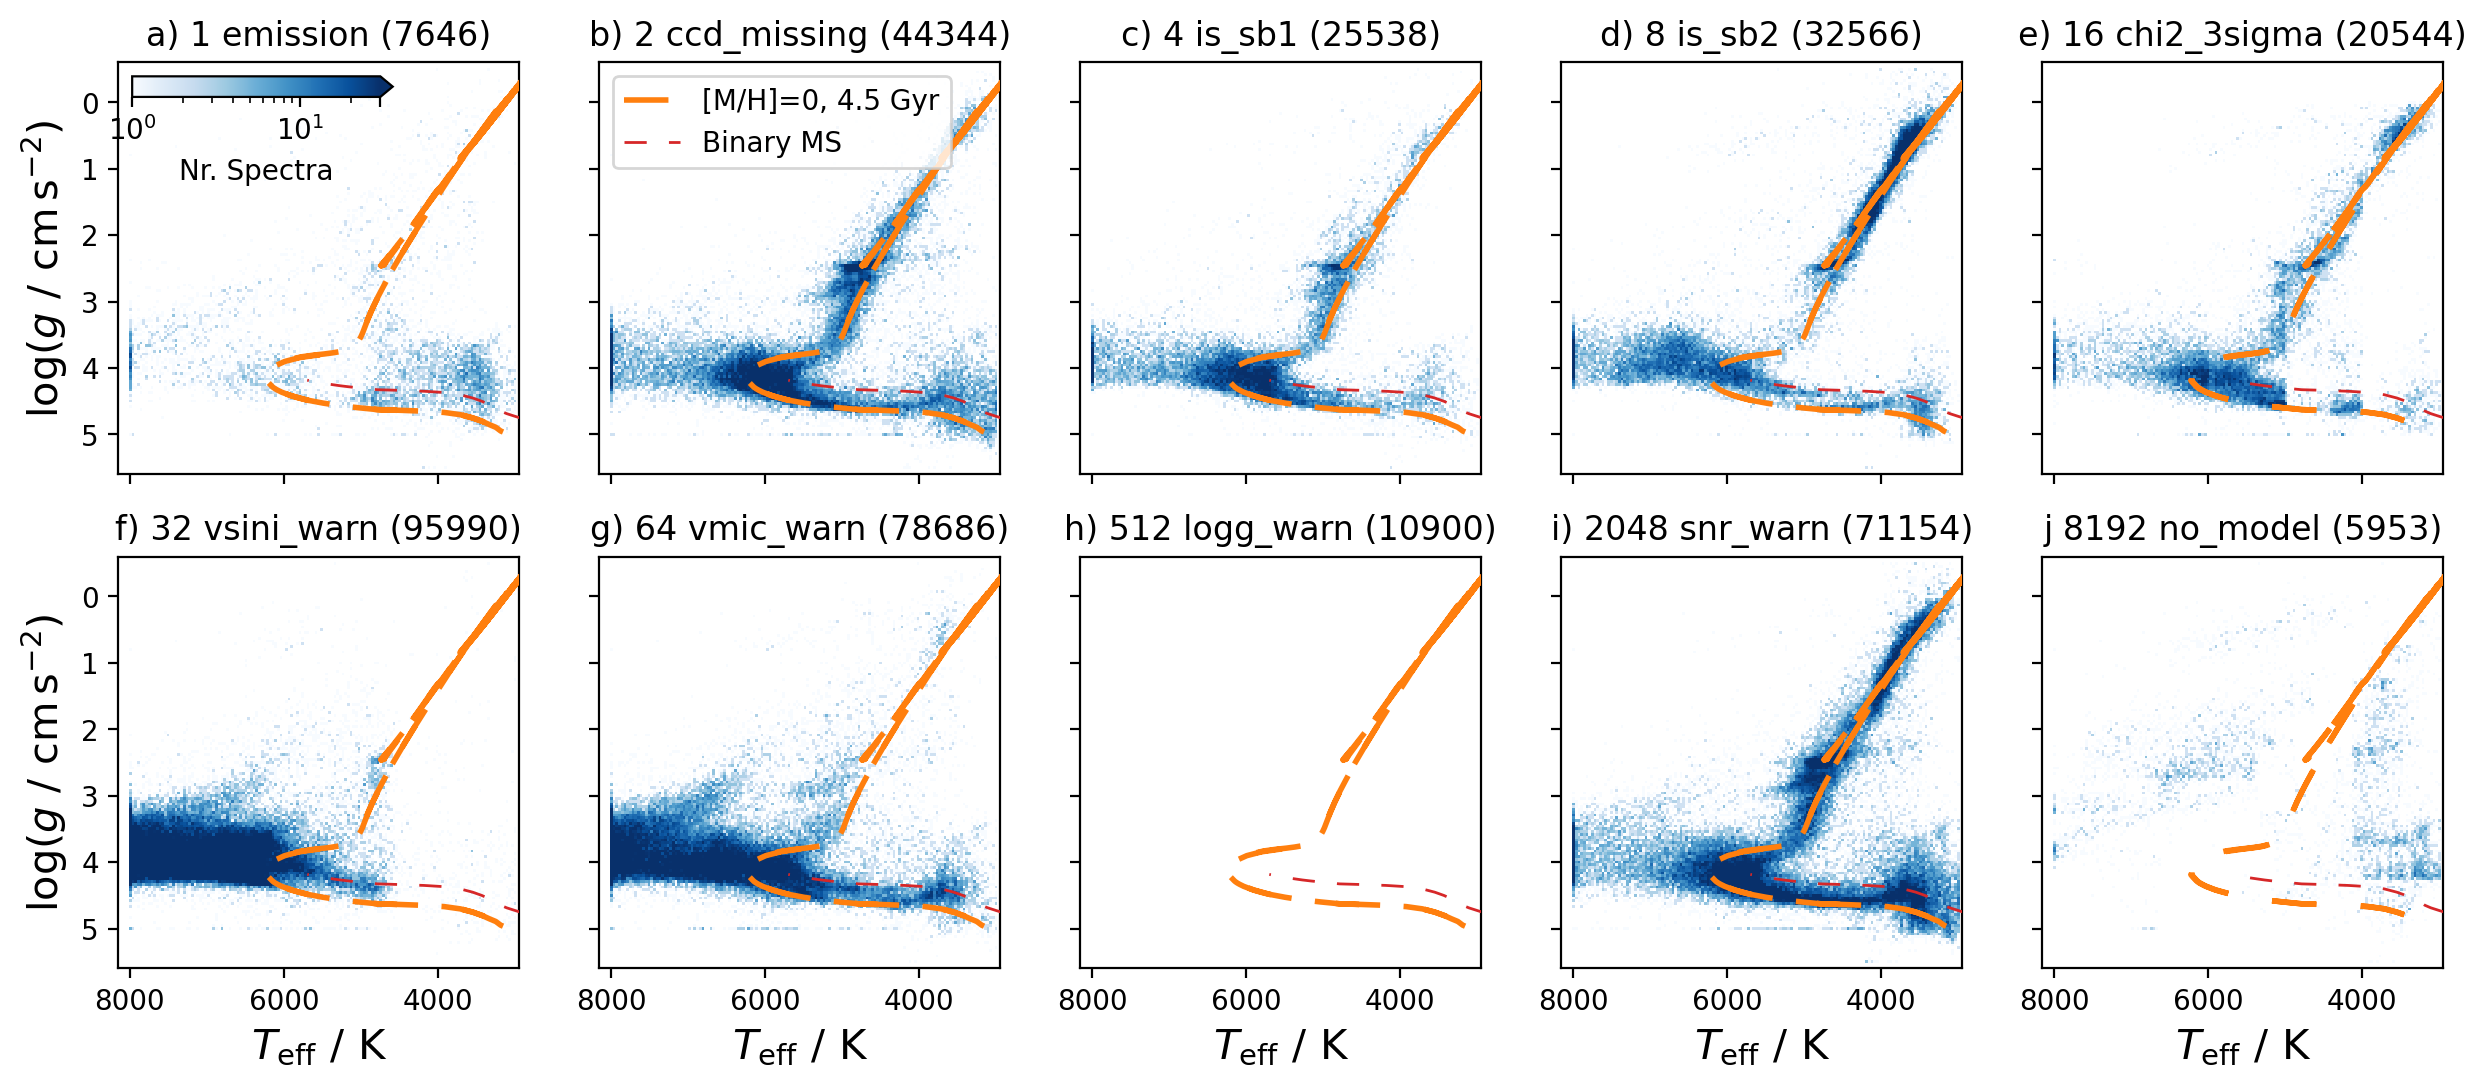 a) 1 emission (7646)
b) 2 ccd_missing (44344)
c) 4 is_sb1 (25538)
d) 8 is_sb2 (32566)
e) 16 chi2_3sigma (20544)
10⁰ 10¹
Nr. Spectra
[M/H]=0, 4.5 Gyr
Binary MS
0
1
2
3
4
5
log(g / cm s⁻²)
8000 6000 4000
f) 32 vsini_warn (95990)
g) 64 vmic_warn (78686)
h) 512 logg_warn (10900)
i) 2048 snr_warn (71154)
j 8192 no_model (5953)
0
1
2
3
4
5
log(g / cm s⁻²)
8000 6000 4000
8000 6000 4000
8000 6000 4000
8000 6000 4000
T_eff / K
T_eff / K
T_eff / K
T_eff / K
T_eff / K